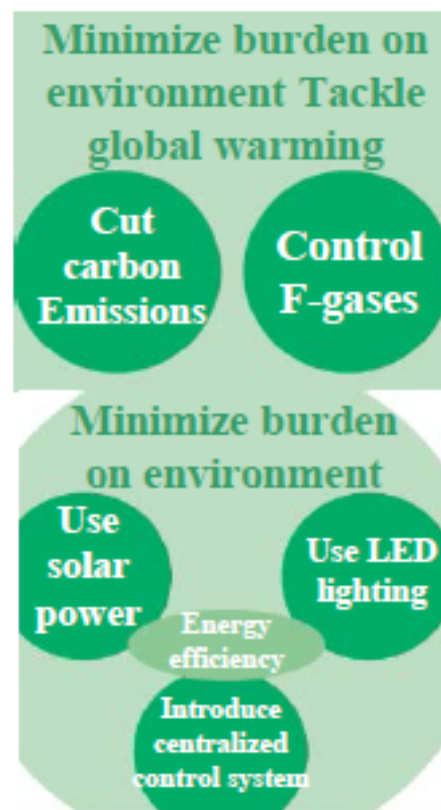 Minimize burden on
environment Tackle
global warming
Cut
carbon
Emissions
Control
F-gases
Minimize burden
on environment
Use
solar
power
Use LED
lighting
Energy
efficiency
Introduce
centralized
control system